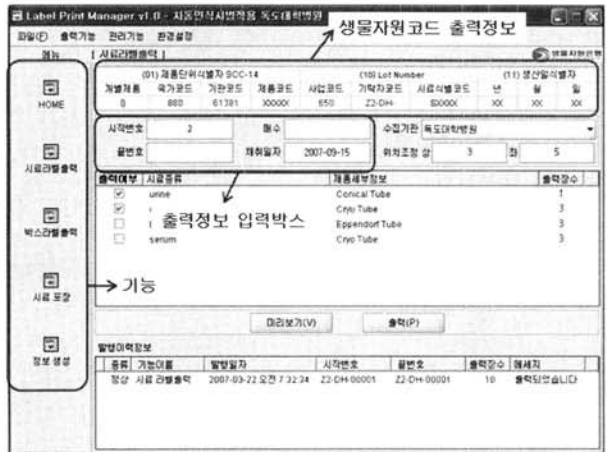 Label Print Manager v1.0 - 자동인식시범적용 독도대학병원
생물자원코드 출력정보
파일(F) 출력기능 관리기능 환경설정
메뉴
[ 시료라벨출력 ]
(01) 제품단위식별자 SCC-14 (10) Lot Number (11) 생산일식별자
개별제품 국가코드 기관코드 제품코드 사업코드 기탁자코드 시료식별코드 년 월 일
0 880 61381 XXXXX 650 Z2-DH- SXXXX XX XX XX
HOME
시작번호 2 매수 수집기관 독도대학병원
끝번호 채취일자 2007-09-15 위치조정 상 3 좌 5
시료라벨출력
출력여부 시료종류 제품세부정보 출력장수
urine Conical Tube 1
Cryo Tube 3
Eppendorf Tube 3
serum Cryo Tube 3
출력정보 입력박스
박스라벨출력
기능
시료 포장
미리보기(V) 출력(P)
정보 생성
발행이력정보
종류 기능이름 발행일자 시작번호 끝번호 출력장수 메세지
정상 시료 라벨출력 2007-03-22 오전 7:32:34 Z2-DH-00001 Z2-DH-00001 10 출력되었습니다